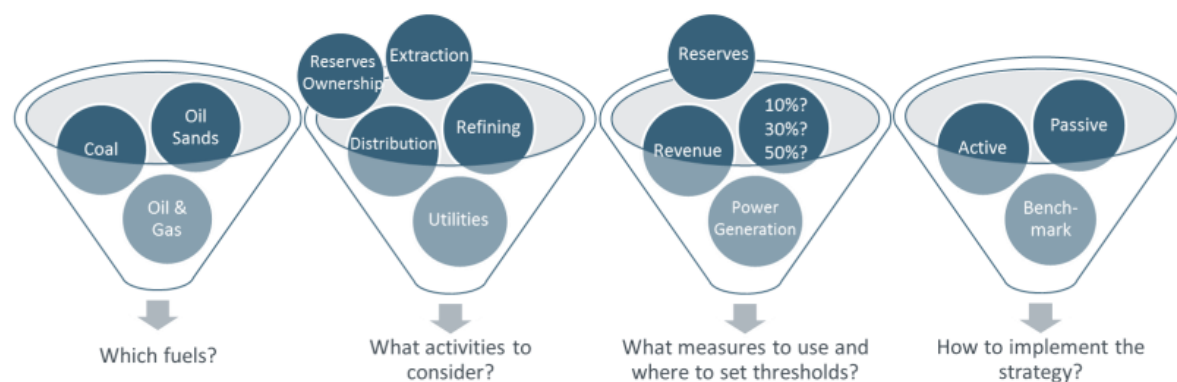 Coal
Oil
Sands
Oil &
Gas
Which fuels?
Reserves
Ownership
Extraction
Distribution
Refining
Utilities
What activities to
consider?
Reserves
Revenue
10%?
30%?
50%?
Power
Generation
What measures to use and
where to set thresholds?
Active
Passive
Bench-
mark
How to implement the
strategy?